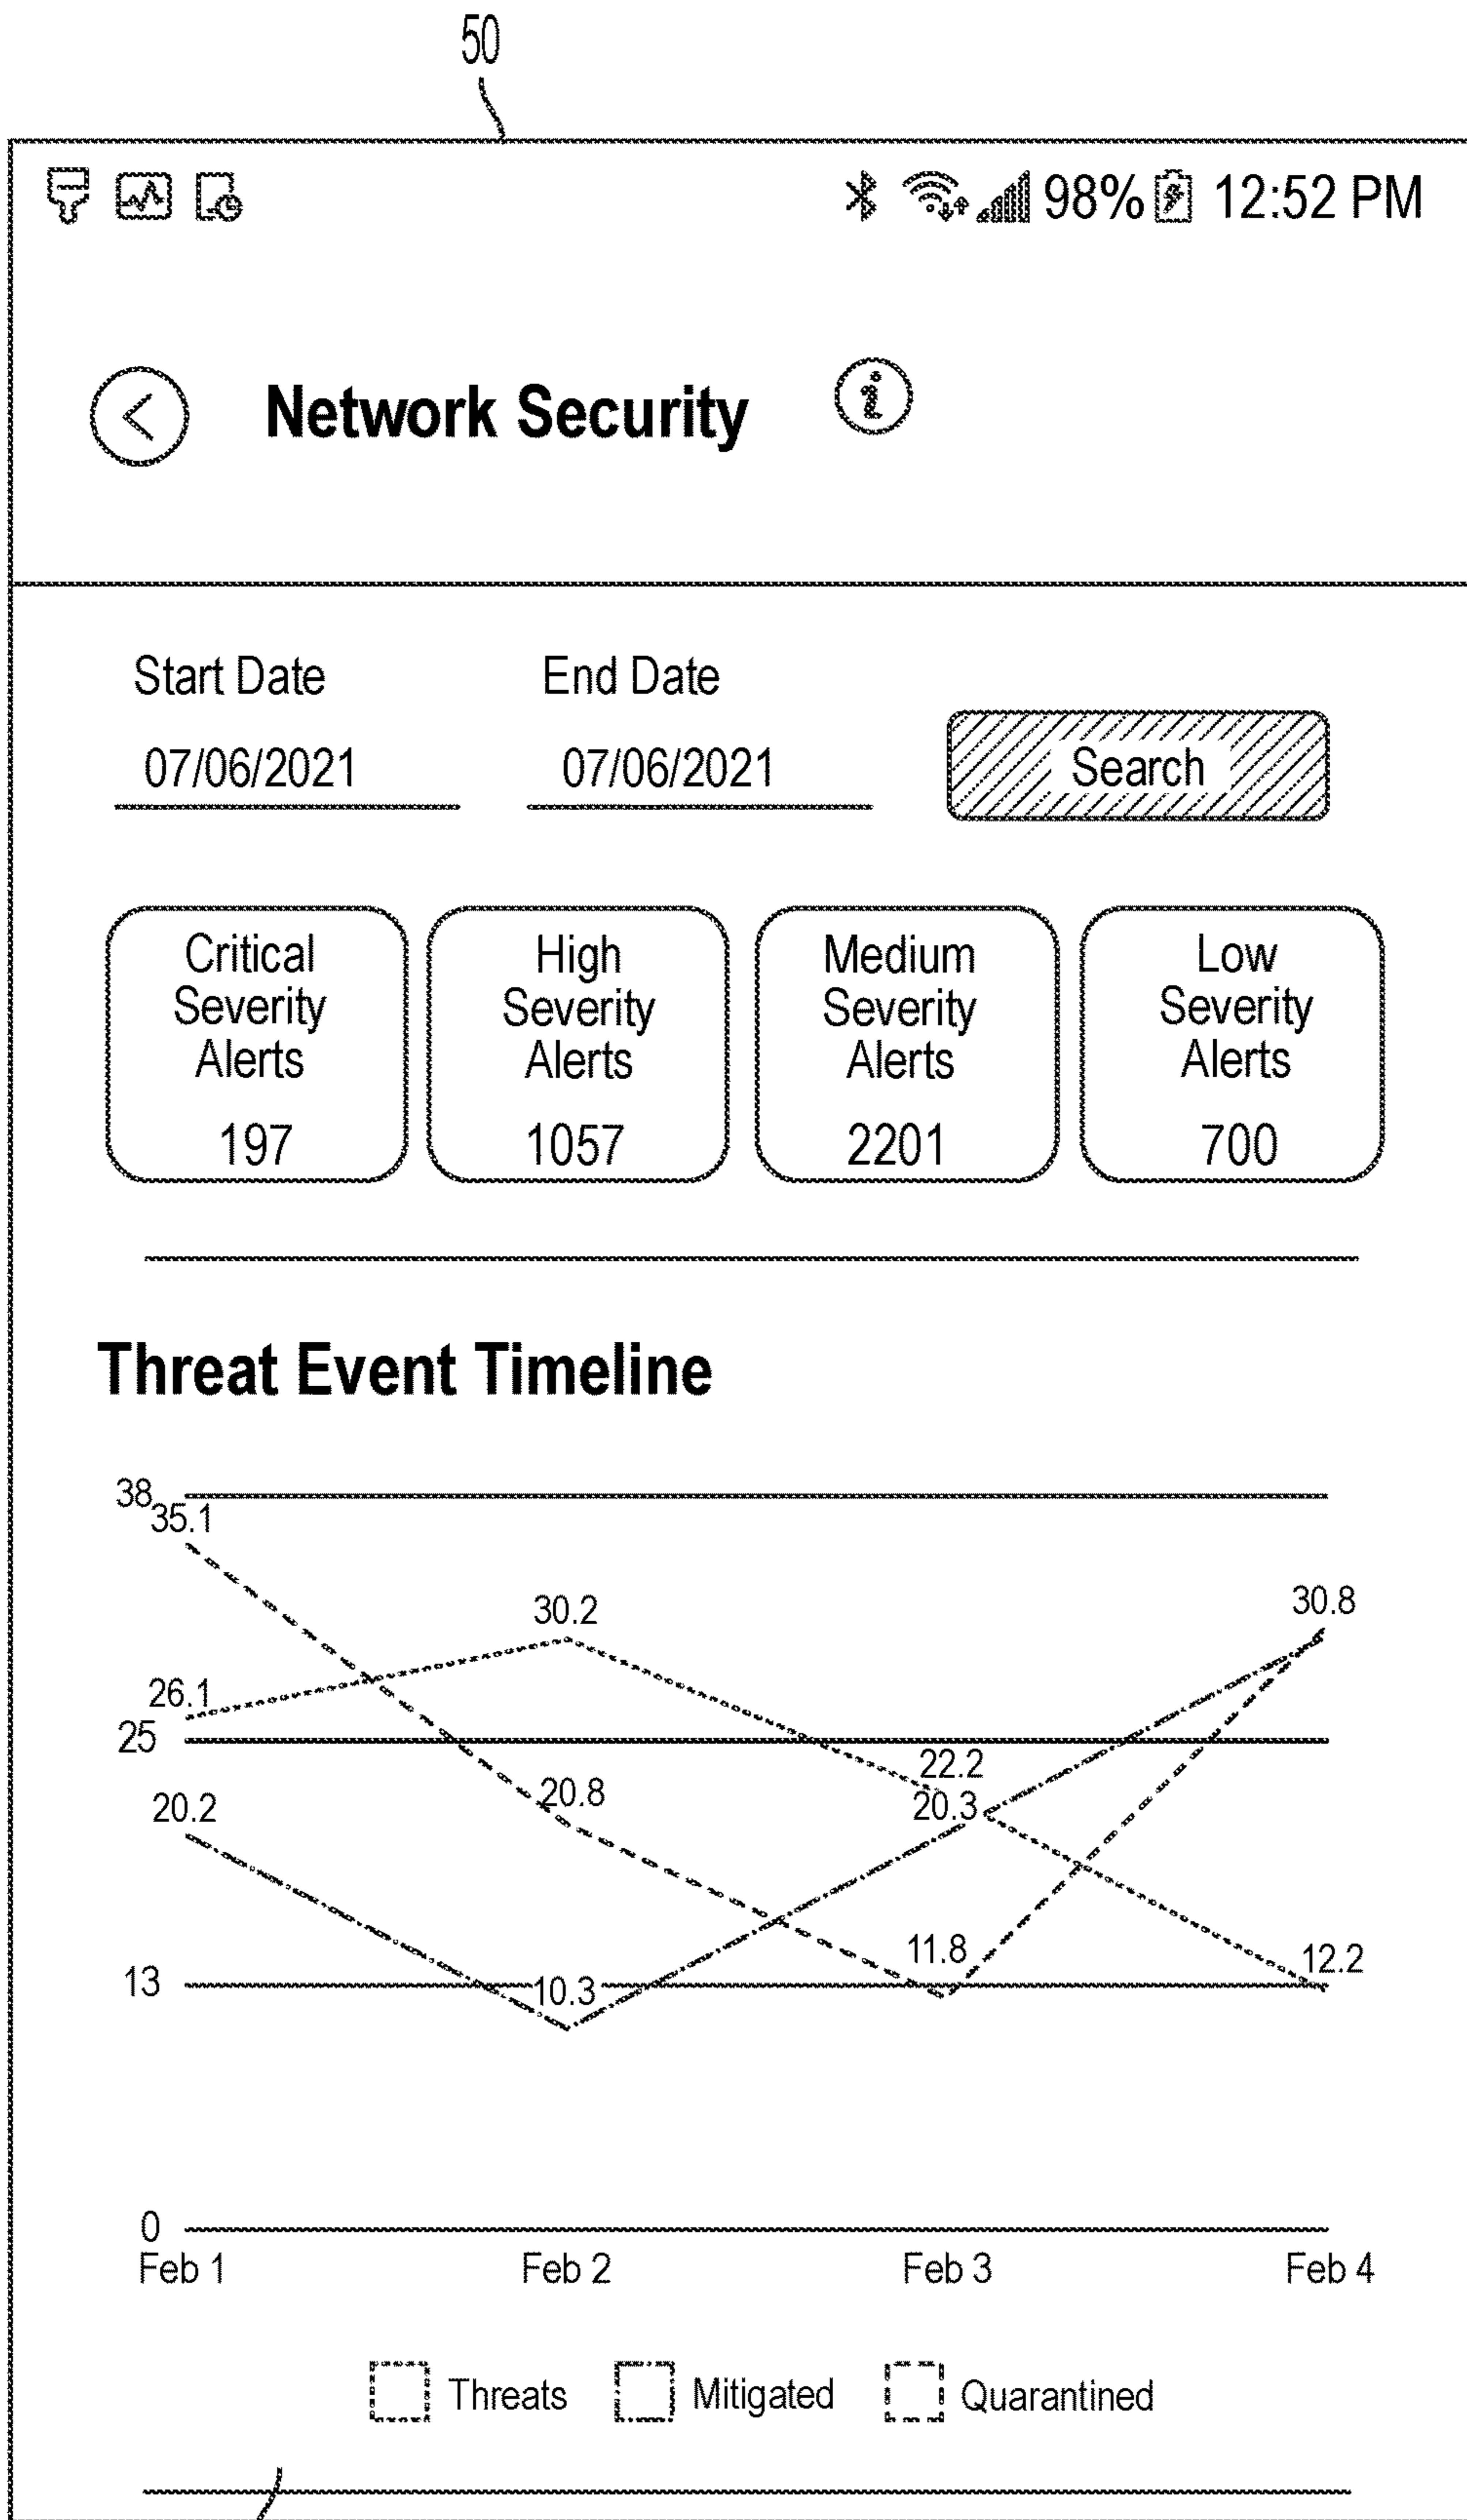 50
98% 12:52 PM
Network Security
Start Date End Date
07/06/2021 07/06/2021 Search
Critical Severity Alerts 197
High Severity Alerts 1057
Medium Severity Alerts 2201
Low Severity Alerts 700
Threat Event Timeline
38
35.1
30.2
30.8
26.1
25
22.2
20.8
20.2
20.3
11.8
12.2
13
10.3
0
Feb 1 Feb 2 Feb 3 Feb 4
Threats Mitigated Quarantined